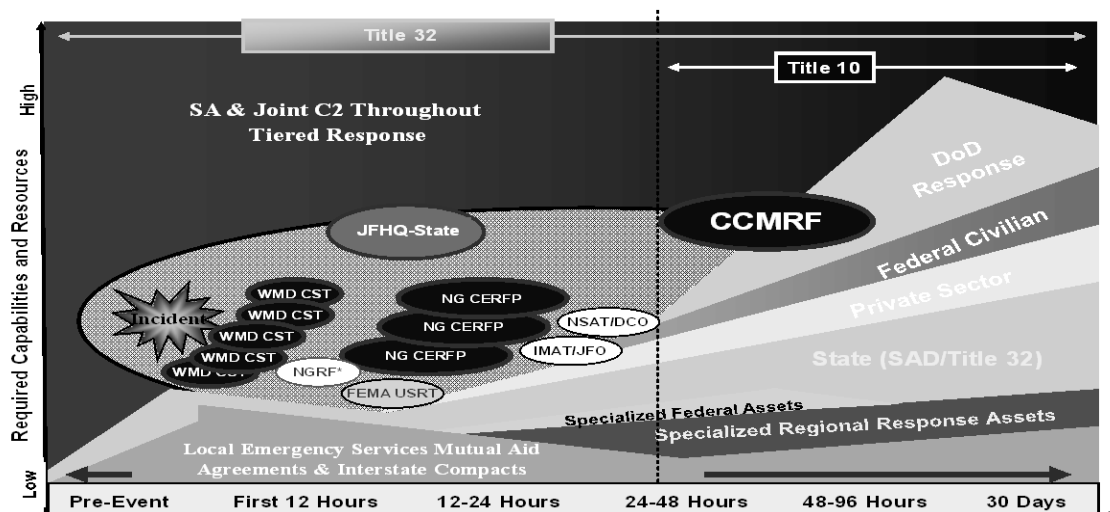 Title 32
Title 10
SA & Joint C2 Throughout
Tiered Response
High
Required Capabilities and Resources
Low
DoD
Response
CCMRF
JFHQ-State
Federal Civilian
Incident
WMD CST
WMD CST
WMD CST
WMD CST
WMD CST
NG CERFP
NG CERFP
NG CERFP
NSAT/DCO
IMAT/JFO
NGRF*
FEMA USRT
Private Sector
State (SAD/Title 32)
Specialized Federal Assets
Specialized Regional Response Assets
Local Emergency Services Mutual Aid
Agreements & Interstate Compacts
Pre-Event First 12 Hours 12-24 Hours 24-48 Hours 48-96 Hours 30 Days